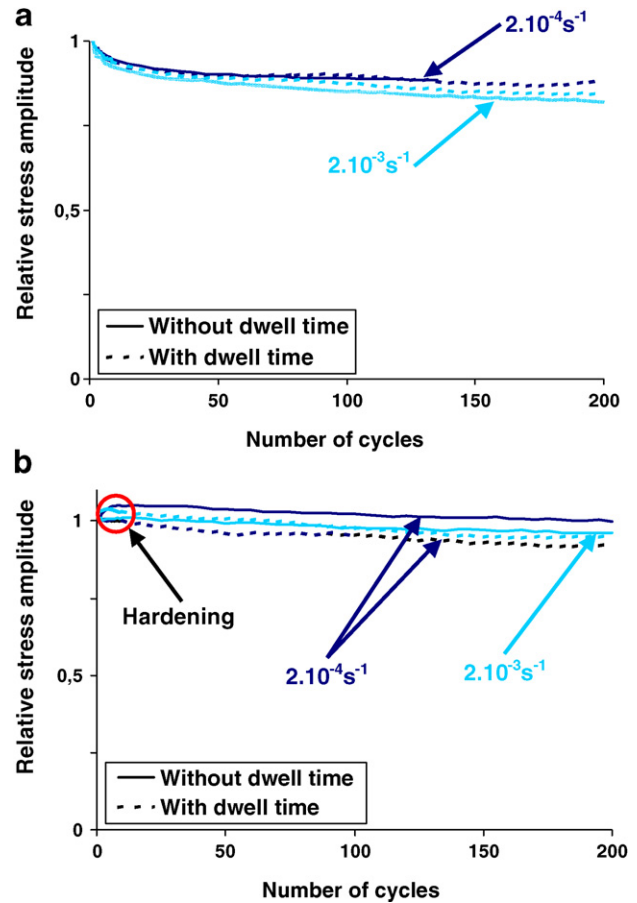 a
2.10⁻⁴s⁻¹
1
Relative stress amplitude
0,5
2.10⁻³s⁻¹
Without dwell time
With dwell time
0
0 50 100 150 200
Number of cycles
b
1
Relative stress amplitude
Hardening
0,5
2.10⁻⁴s⁻¹
2.10⁻³s⁻¹
Without dwell time
With dwell time
0
0 50 100 150 200
Number of cycles